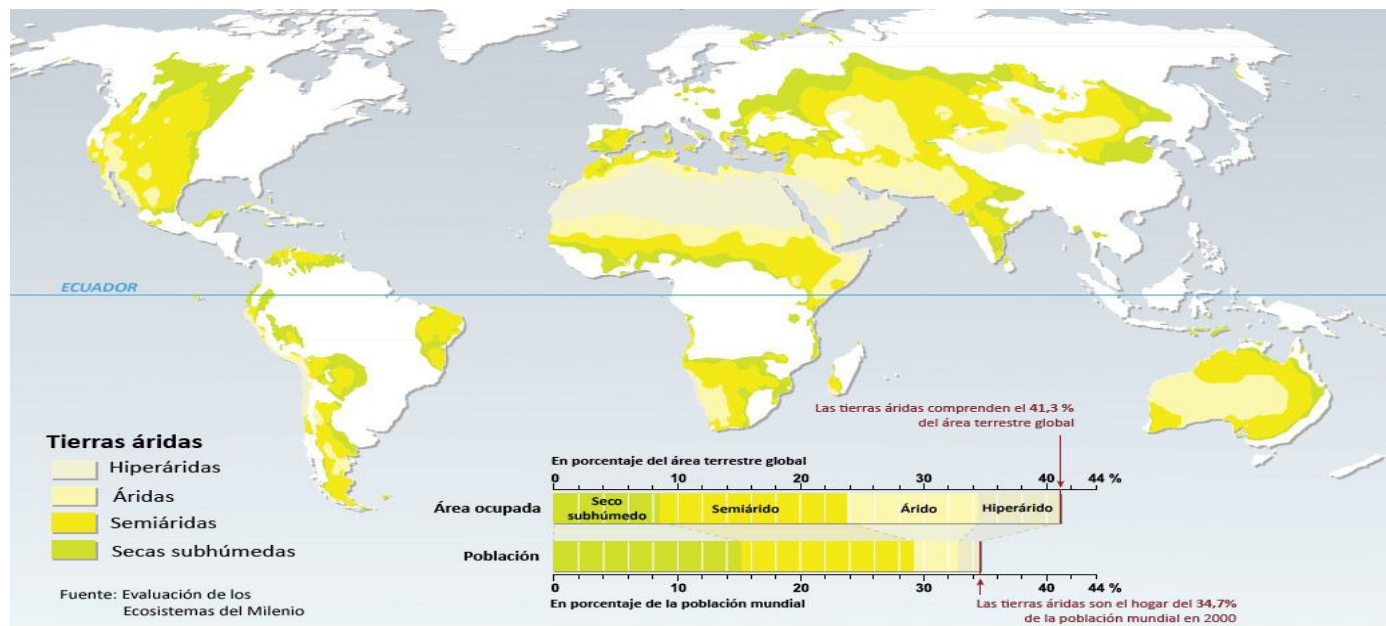 ECUADOR
Tierras áridas
Hiperáridas
Áridas
Semiáridas
Secas subhúmedas
Fuente: Evaluación de los
Ecosistemas del Milenio
Las tierras áridas comprenden el 41,3 %
del área terrestre global
En porcentaje del área terrestre global
0 10 20 30 40 44 %
Área ocupada
Seco
subhúmedo
Semiárido
Árido
Hiperárido
Población
0 10 20 30 40 44 %
En porcentaje de la población mundial
Las tierras áridas son el hogar del 34,7%
de la población mundial en 2000